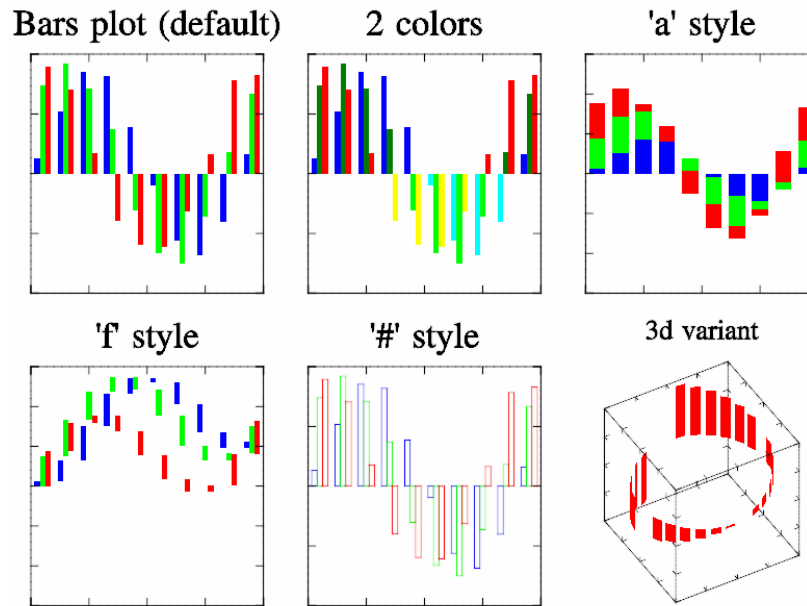 Bars plot (default)
2 colors
'a' style
'f' style
'#' style
3d variant